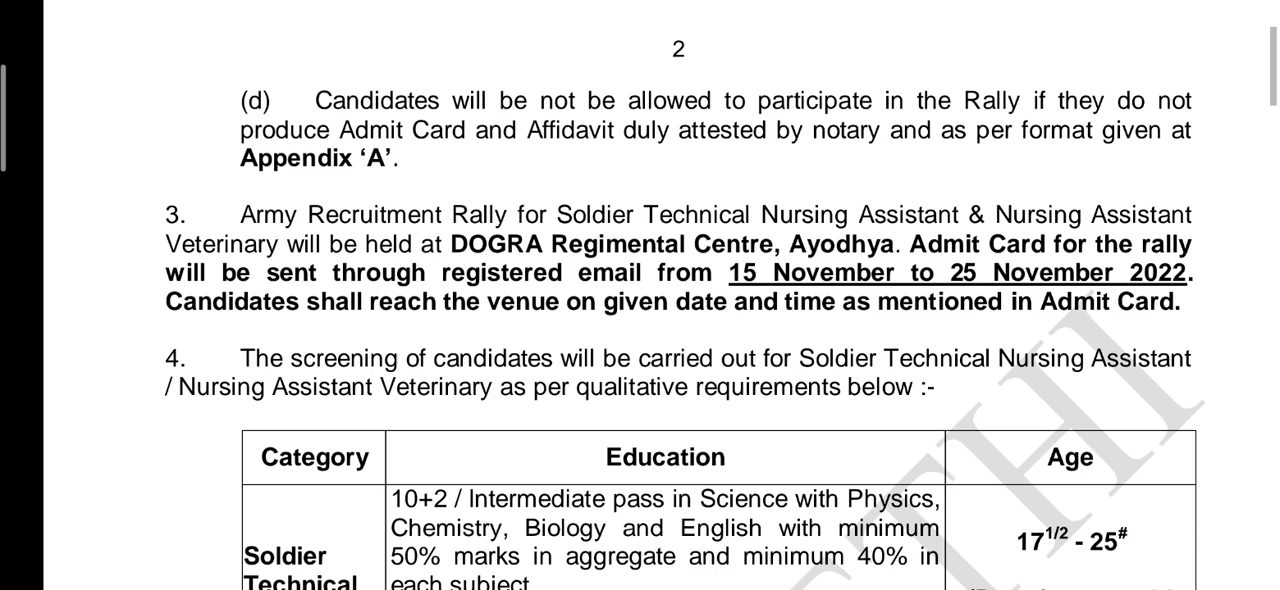 2
(d) Candidates will be not be allowed to participate in the Rally if they do not
produce Admit Card and Affidavit duly attested by notary and as per format given at
Appendix ‘A’.
3. Army Recruitment Rally for Soldier Technical Nursing Assistant & Nursing Assistant
Veterinary will be held at DOGRA Regimental Centre, Ayodhya. Admit Card for the rally
will be sent through registered email from 15 November to 25 November 2022.
Candidates shall reach the venue on given date and time as mentioned in Admit Card.
4. The screening of candidates will be carried out for Soldier Technical Nursing Assistant
/ Nursing Assistant Veterinary as per qualitative requirements below :-
Category Education Age
10+2 / Intermediate pass in Science with Physics,
Chemistry, Biology and English with minimum
50% marks in aggregate and minimum 40% in
each subject
Soldier
Technical
17 1/2 - 25#